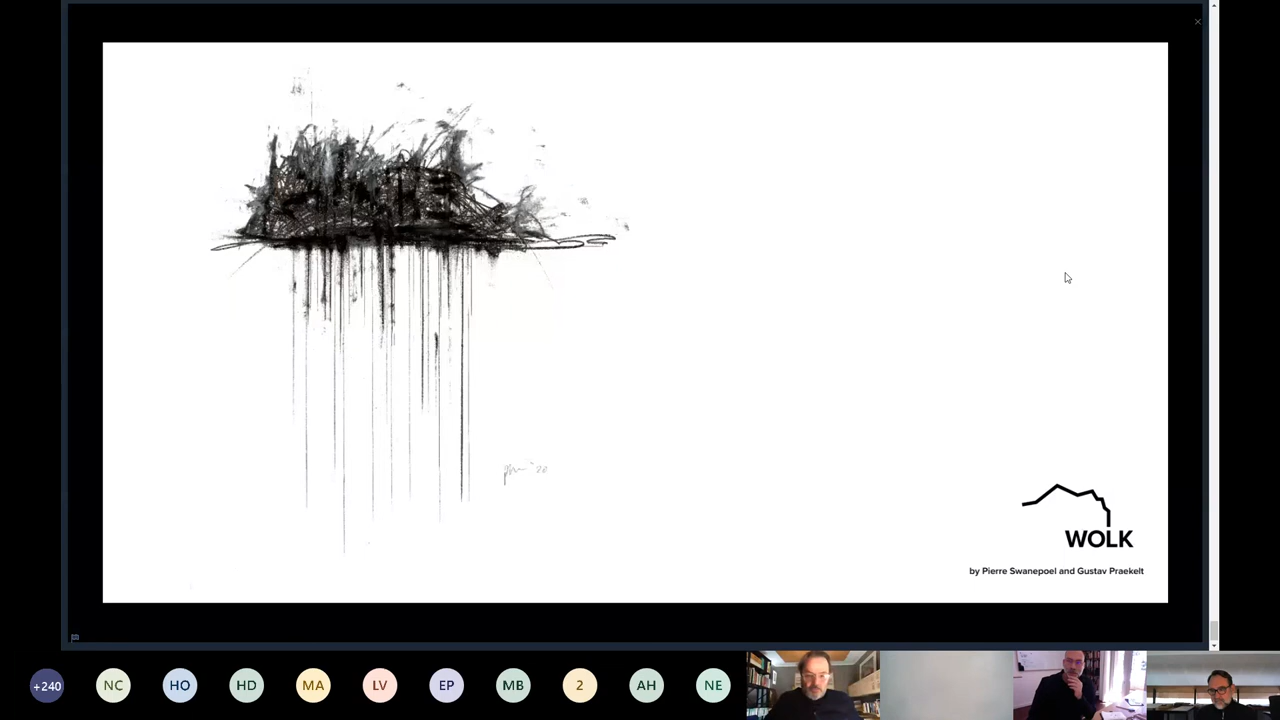 WOLK
by Pierre Swanepoel and Gustav Praekelt
+240
NC
HO
HD
MA
LV
EP
MB
2
AH
NE